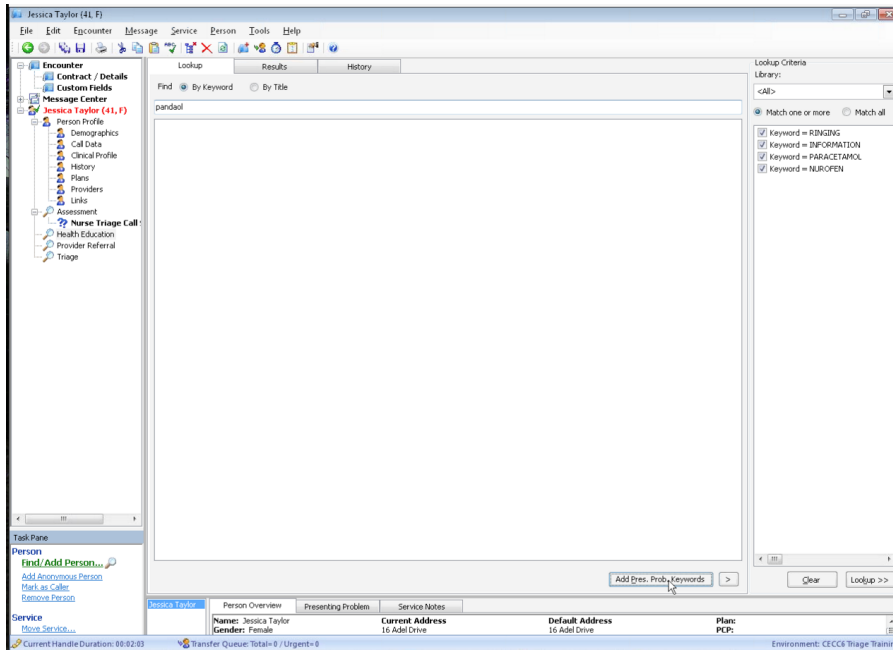 Jessica Taylor (41, F)
File Edit Encounter Message Service Person Tools Help
Encounter
Contract / Details
Custom Fields
Message Center
Jessica Taylor (41, F)
Person Profile
Demographics
Call Data
Clinical Profile
History
Plans
Providers
Links
Assessment
Nurse Triage Call
Health Education
Provider Referral
Triage
Lookup Results History
Find By Keyword By Title
pandaol
Lookup Criteria
Library:
<All>
Match one or more Match all
Keyword = RINGING
Keyword = INFORMATION
Keyword = PARACETAMOL
Keyword = NUROFEN
Add Pres. Prob. Keywords > Clear Lookup >>
Task Pane
Person
Find/Add Person...
Add Anonymous Person
Mark as Caller
Remove Person
Service
Move Service...
Jessica Taylor Person Overview Presenting Problem Service Notes
Name: Jessica Taylor Current Address Default Address Plan:
Gender: Female 16 Adel Drive 16 Adel Drive PCP:
Current Handle Duration: 00:02:03 Transfer Queue: Total= 0 / Urgent= 0 Environment: CECC6 Triage Trainin